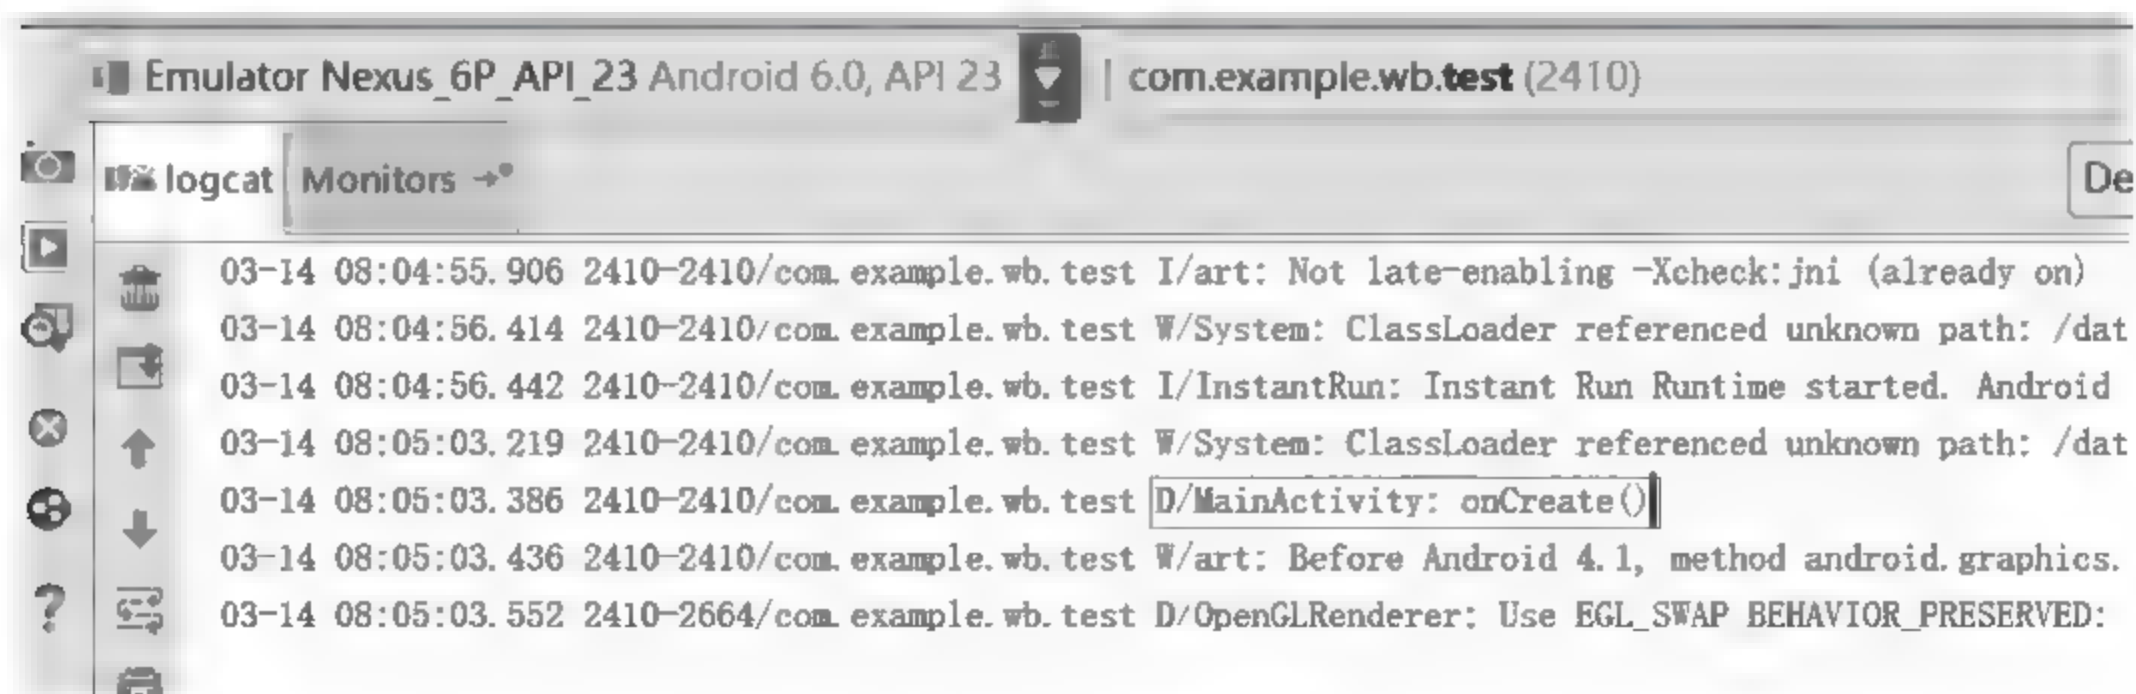 Emulator Nexus_6P_API_23 Android 6.0, API 23 com.example.wb.test (2410)
logcat Monitors
De
03-14 08:04:55.906 2410-2410/com.example.wb.test I/art: Not late-enabling -Xcheck:jni (already on)
03-14 08:04:56.414 2410-2410/com.example.wb.test W/System: ClassLoader referenced unknown path: /dat
03-14 08:04:56.442 2410-2410/com.example.wb.test I/InstantRun: Instant Run Runtime started. Android
03-14 08:05:03.219 2410-2410/com.example.wb.test W/System: ClassLoader referenced unknown path: /dat
03-14 08:05:03.386 2410-2410/com.example.wb.test D/MainActivity: onCreate()
03-14 08:05:03.436 2410-2410/com.example.wb.test W/art: Before Android 4.1, method android.graphics.
03-14 08:05:03.552 2410-2664/com.example.wb.test D/OpenGLRenderer: Use EGL_SWAP_BEHAVIOR_PRESERVED: